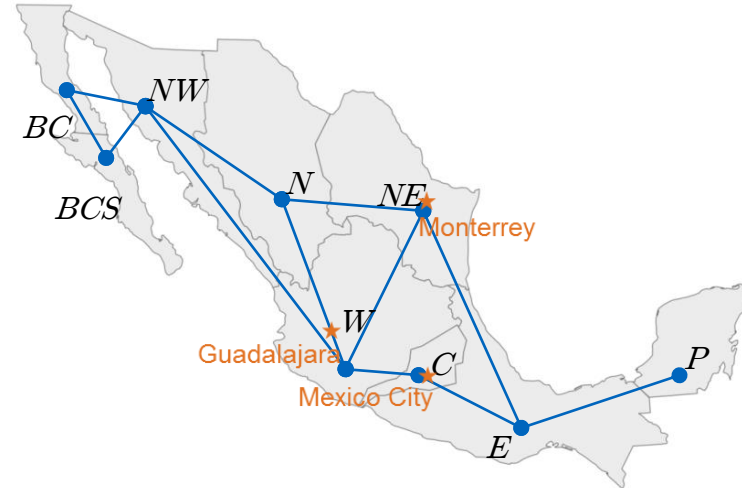 NW
BC
N
NE
BCS
Monterrey
W
Guadalajara
C
P
Mexico City
E